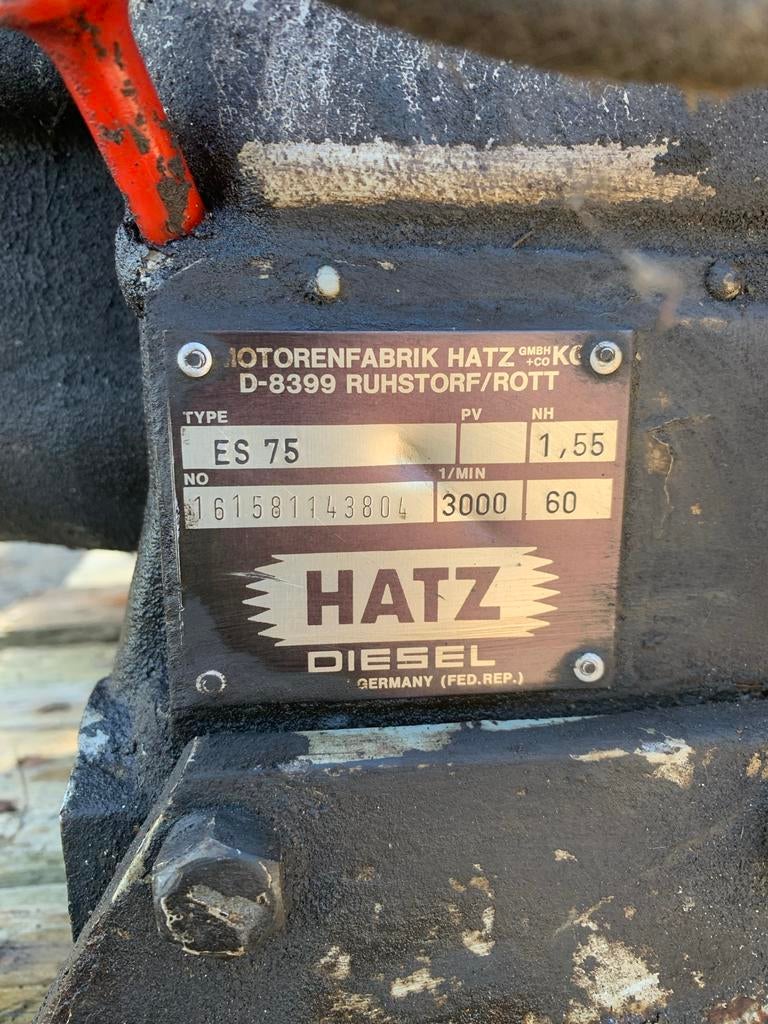 MOTORENFABRIK HATZ GMBH +CO KG
D-8399 RUHSTORF/ROTT
TYPE PV NH
ES 75 1,55
NO 1/MIN
161581143804 3000 60
HATZ
DIESEL
GERMANY (FED.REP.)